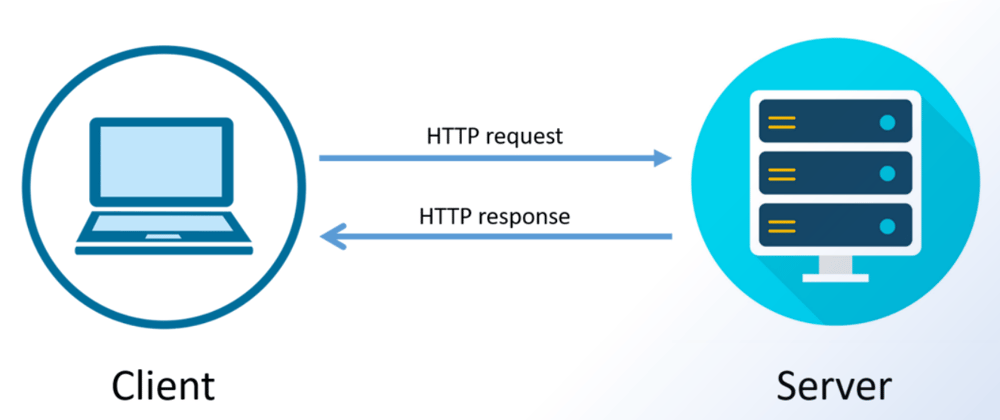 HTTP request
HTTP response
Client
Server